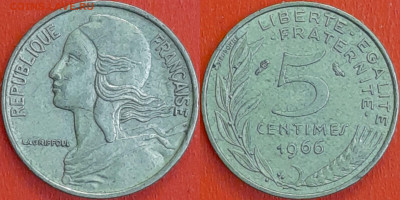 REPUBLIQUE FRANÇAISE
LAGRIFFOUL
LIBERTE · EGALITE
FRATERNITE
5
CENTIMES
1966